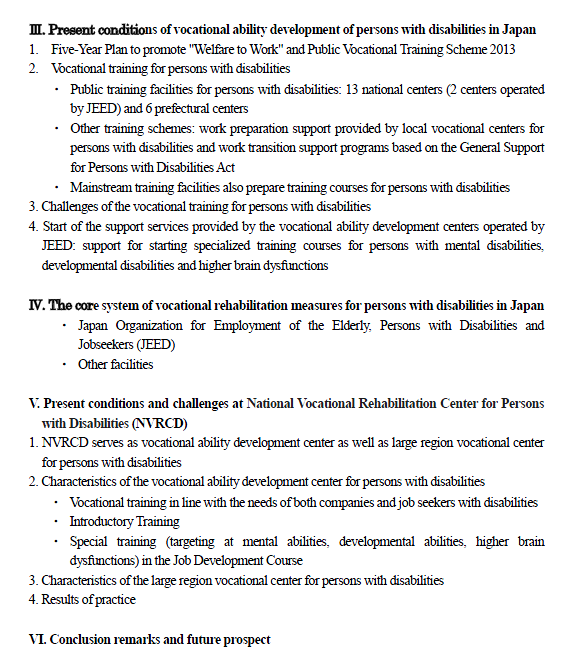 III. Present conditions of vocational ability development of persons with disabilities in Japan
1. Five-Year Plan to promote "Welfare to Work" and Public Vocational Training Scheme 2013
2. Vocational training for persons with disabilities
・ Public training facilities for persons with disabilities: 13 national centers (2 centers operated
by JEED) and 6 prefectural centers
・ Other training schemes: work preparation support provided by local vocational centers for
persons with disabilities and work transition support programs based on the General Support
for Persons with Disabilities Act
・ Mainstream training facilities also prepare training courses for persons with disabilities
3. Challenges of the vocational training for persons with disabilities
4. Start of the support services provided by the vocational ability development centers operated by
JEED: support for starting specialized training courses for persons with mental disabilities,
developmental disabilities and higher brain dysfunctions
IV. The core system of vocational rehabilitation measures for persons with disabilities in Japan
・ Japan Organization for Employment of the Elderly, Persons with Disabilities and
Jobseekers (JEED)
・ Other facilities
V. Present conditions and challenges at National Vocational Rehabilitation Center for Persons
with Disabilities (NVRCD)
1. NVRCD serves as vocational ability development center as well as large region vocational center
for persons with disabilities
2. Characteristics of the vocational ability development center for persons with disabilities
・ Vocational training in line with the needs of both companies and job seekers with disabilities
・ Introductory Training
・ Special training (targeting at mental abilities, developmental abilities, higher brain
dysfunctions) in the Job Development Course
3. Characteristics of the large region vocational center for persons with disabilities
4. Results of practice
VI. Conclusion remarks and future prospect